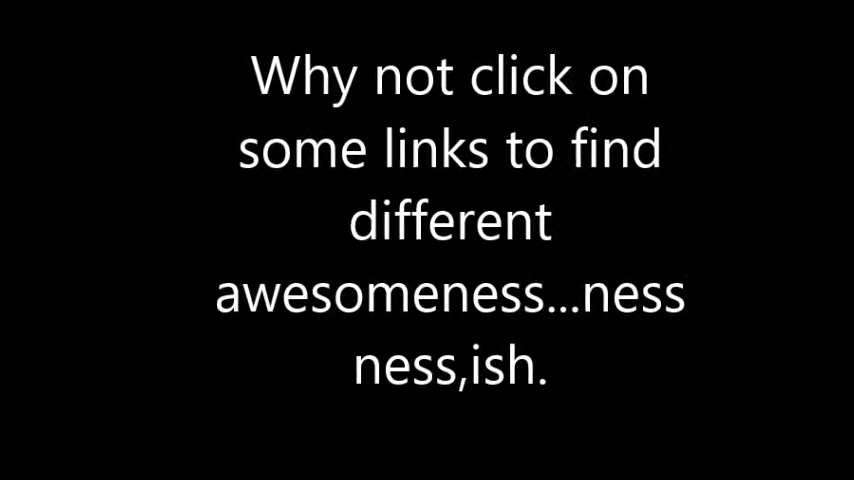 Why not click on
some links to find
different
awesomeness...ness
ness,ish.